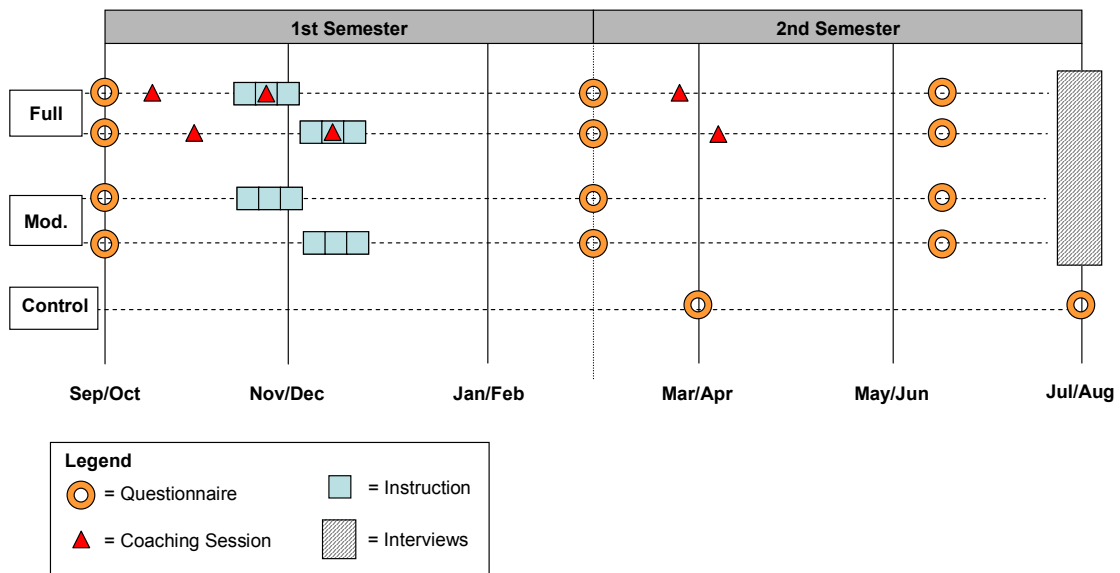 1st Semester 2nd Semester
Full
Mod.
Control
Sep/Oct Nov/Dec Jan/Feb Mar/Apr May/Jun Jul/Aug
Legend
= Questionnaire = Instruction
= Coaching Session = Interviews